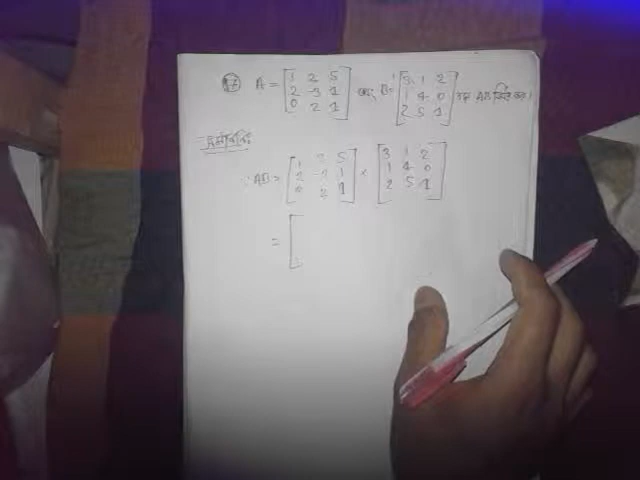 17 A = [1 2 5 2 -3 1 0 2 1] এবং B = [3 1 2 1 4 0 2 5 1] হলে AB নির্ণয় কর।
সমাধান:
∴ AB = [1 2 5 2 -3 1 0 2 1] × [3 1 2 1 4 0 2 5 1]
= [